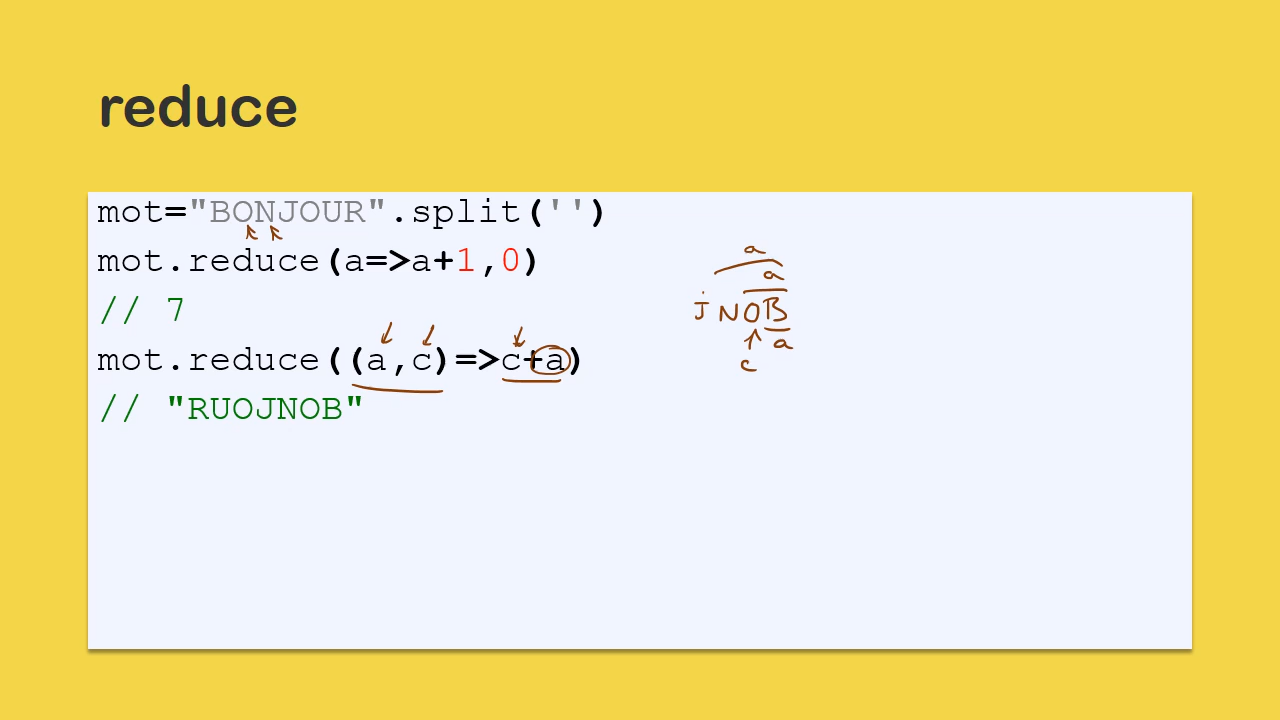 reduce
mot="BONJOUR".split('')
mot.reduce(a=>a+1,0)
// 7
mot.reduce((a,c)=>c+a)
// "RUOJNOB"
a
a
jNOB
a
c